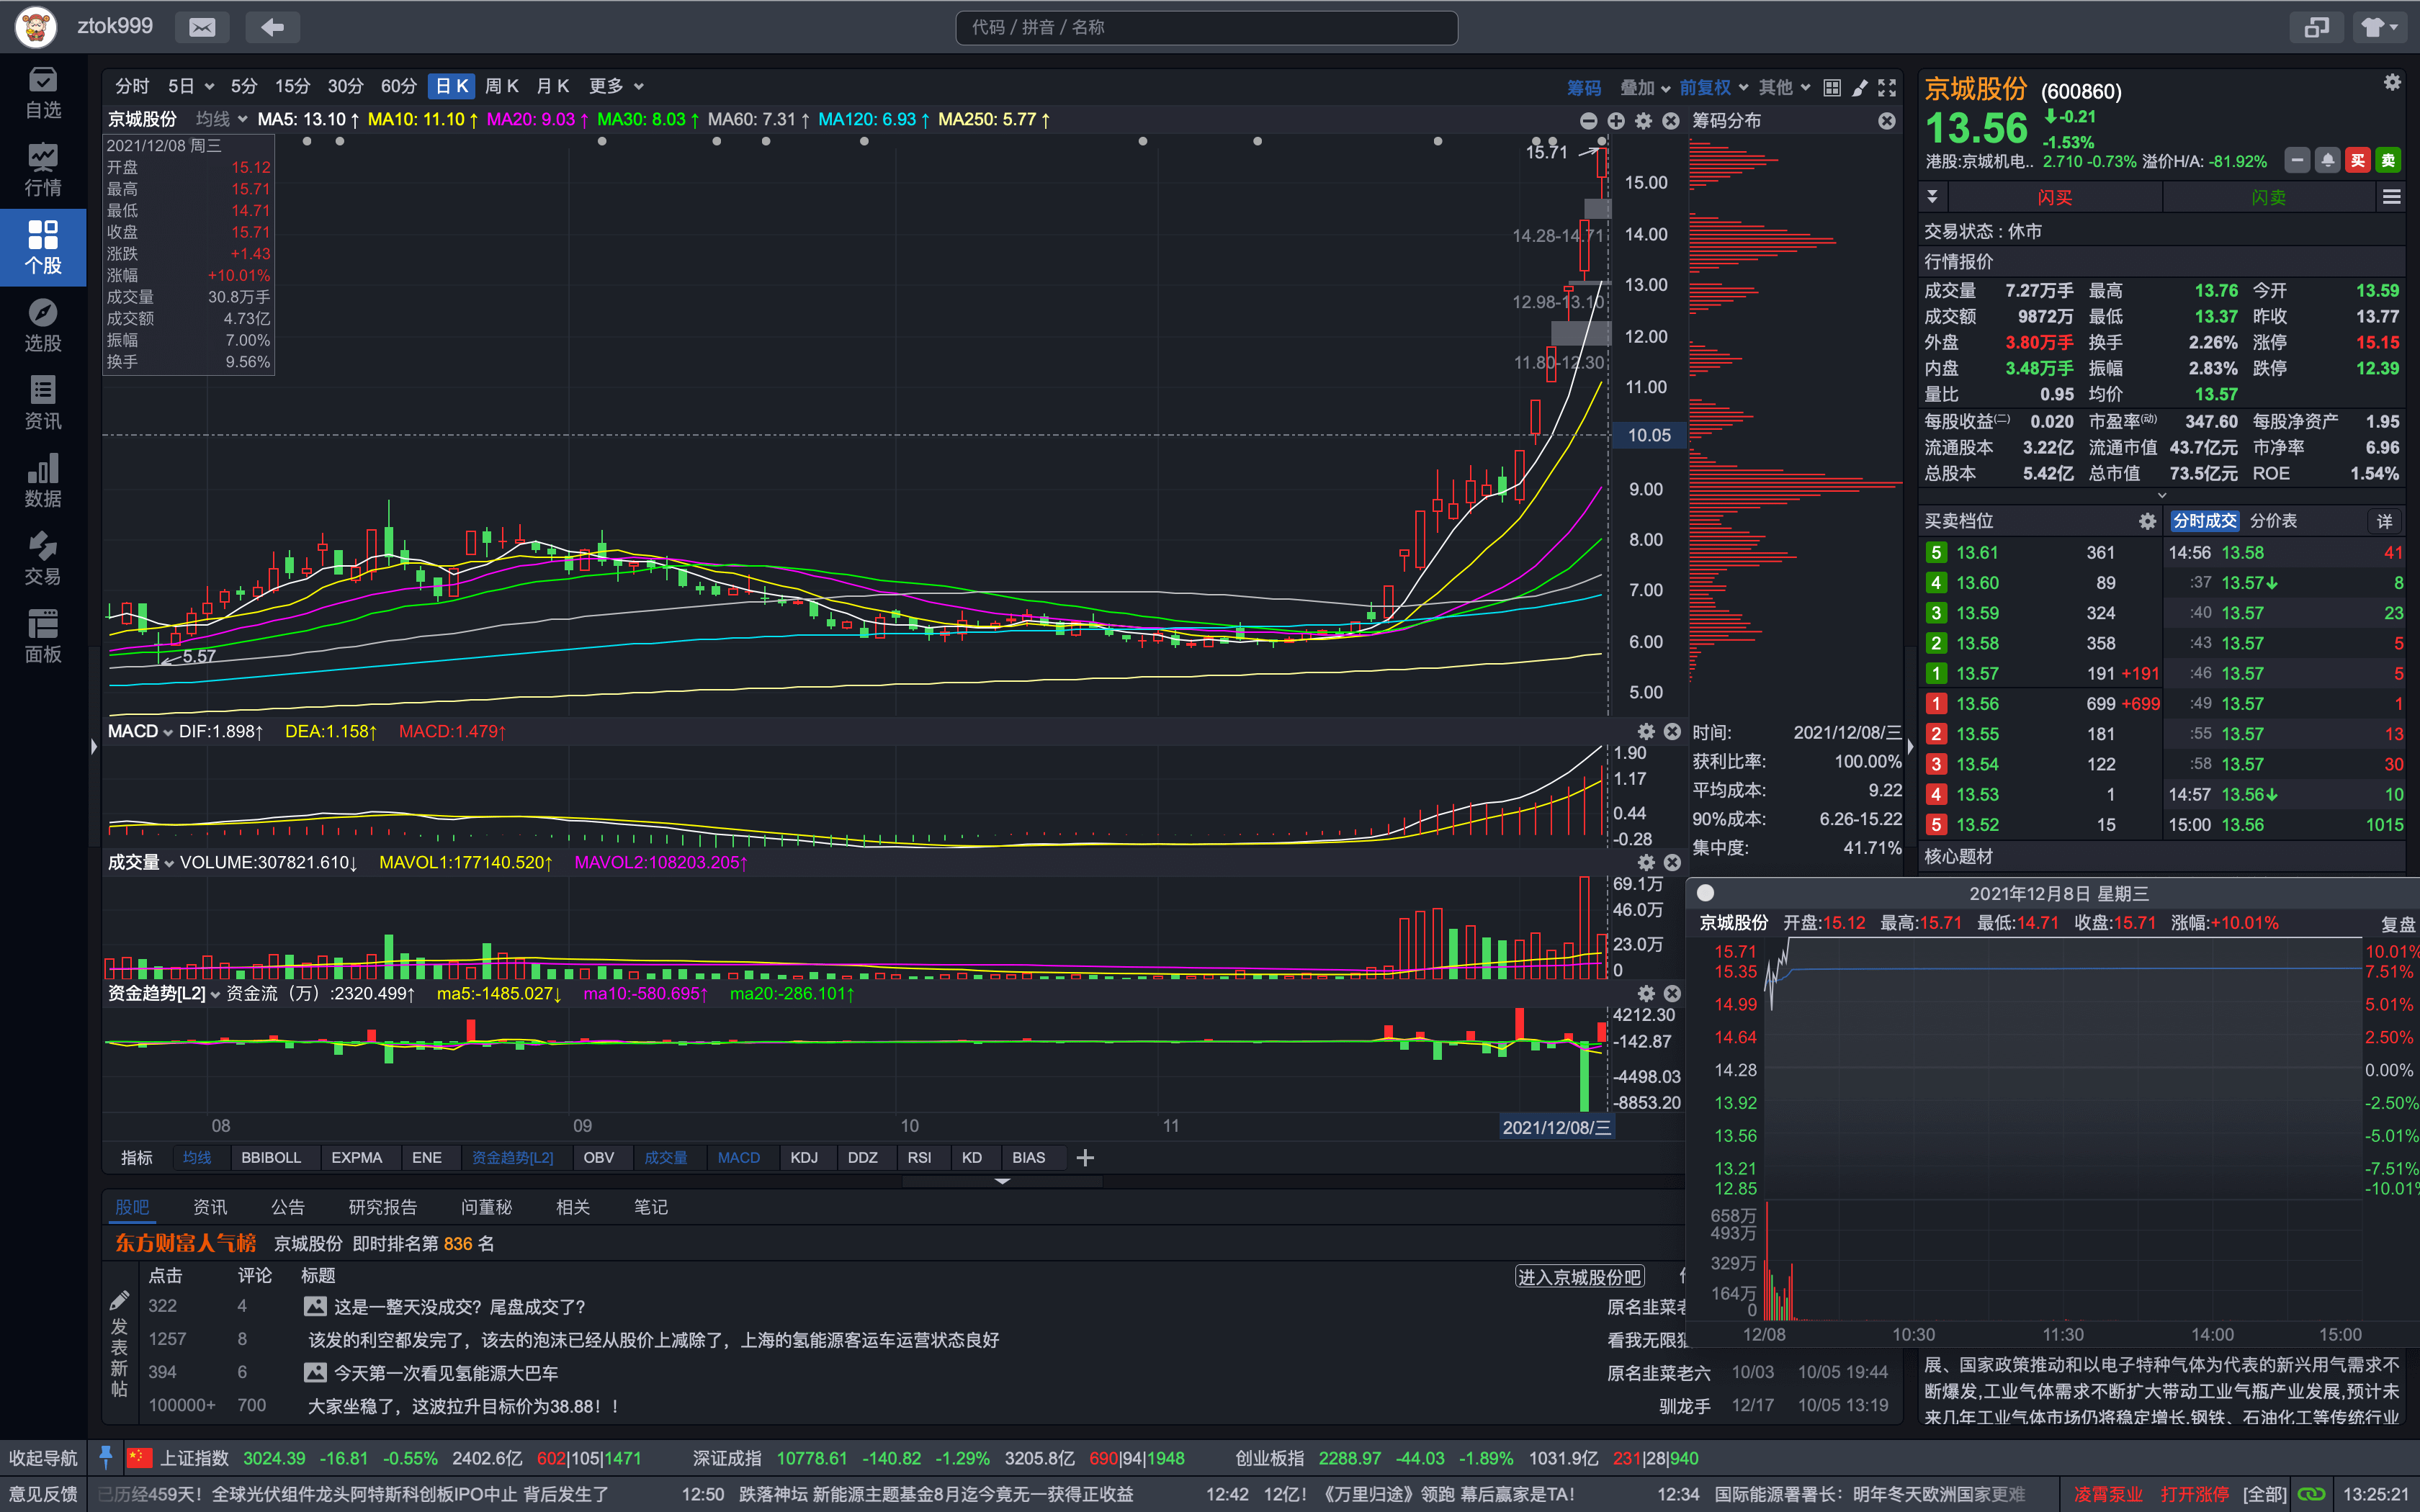 ztok999
代码 / 拼音 / 名称
自选
行情
个股
选股
资讯
数据
交易
面板
分时 5日 5分 15分 30分 60分 日K 周K 月K 更多
筹码 叠加 前复权 其他
京城股份 均线 MA5: 13.10↑ MA10: 11.10↑ MA20: 9.03↑ MA30: 8.03↑ MA60: 7.31↑ MA120: 6.93↑ MA250: 5.77↑
2021/12/08 周三
开盘 15.12
最高 15.71
最低 14.71
收盘 15.71
涨跌 +1.43
涨幅 +10.01%
成交量 30.8万手
成交额 4.73亿
振幅 7.00%
换手 9.56%
15.71
14.28-14.71
12.98-13.10
11.80-12.30
5.57
15.00
14.00
13.00
12.00
11.00
10.05
9.00
8.00
7.00
6.00
5.00
筹码分布
时间: 2021/12/08/三
获利比率: 100.00%
平均成本: 9.22
90%成本: 6.26-15.22
集中度: 41.71%
MACD DIF:1.898↑ DEA:1.158↑ MACD:1.479↑
1.90
1.17
0.44
-0.28
成交量 VOLUME:307821.610↓ MAVOL1:177140.520↑ MAVOL2:108203.205↑
69.1万
46.0万
23.0万
0
资金趋势[L2] 资金流（万）:2320.499↑ ma5:-1485.027↓ ma10:-580.695↑ ma20:-286.101↑
4212.30
-142.87
-4498.03
-8853.20
08 09 10 11 2021/12/08/三
指标 均线 BBIBOLL EXPMA ENE 资金趋势[L2] OBV 成交量 MACD KDJ DDZ RSI KD BIAS
股吧 资讯 公告 研究报告 问董秘 相关 笔记
东方财富人气榜 京城股份 即时排名第 836 名
点击 评论 标题
进入京城股份吧
322 4 这是一整天没成交？尾盘成交了？ 原名韭菜老
1257 8 该发的利空都发完了，该去的泡沫已经从股价上减除了，上海的氢能源客运车运营状态良好 看我无限
394 6 今天第一次看见氢能源大巴车 原名韭菜老六 10/03 10/05 19:44
100000+ 700 大家坐稳了，这波拉升目标价为38.88！！ 驯龙手 12/17 10/05 13:19
发表新帖
京城股份 (600860)
13.56 -0.21
-1.53%
港股:京城机电.. 2.710 -0.73% 溢价H/A: -81.92%
买 卖
闪买 闪卖
交易状态 : 休市
行情报价
成交量 7.27万手 最高 13.76 今开 13.59
成交额 9872万 最低 13.37 昨收 13.77
外盘 3.80万手 换手 2.26% 涨停 15.15
内盘 3.48万手 振幅 2.83% 跌停 12.39
量比 0.95 均价 13.57
每股收益(二) 0.020 市盈率(动) 347.60 每股净资产 1.95
流通股本 3.22亿 流通市值 43.7亿元 市净率 6.96
总股本 5.42亿 总市值 73.5亿元 ROE 1.54%
买卖档位 分时成交 分价表 详
5 13.61 361 14:56 13.58 41
4 13.60 89 :37 13.57↓ 8
3 13.59 324 :40 13.57 23
2 13.58 358 :43 13.57 5
1 13.57 191 +191 :46 13.57 5
1 13.56 699 +699 :49 13.57 1
2 13.55 181 :55 13.57 13
3 13.54 122 :58 13.57 30
4 13.53 1 14:57 13.56↓ 10
5 13.52 15 15:00 13.56 1015
核心题材
2021年12月8日 星期三
京城股份 开盘:15.12 最高:15.71 最低:14.71 收盘:15.71 涨幅:+10.01% 复盘
15.71 10.01%
15.35 7.51%
14.99 5.01%
14.64 2.50%
14.28 0.00%
13.92 -2.50%
13.56 -5.01%
13.21 -7.51%
12.85 -10.01%
658万
493万
329万
164万
0
12/08 10:30 11:30 14:00 15:00
展、国家政策推动和以电子特种气体为代表的新兴用气需求不
断爆发,工业气体需求不断扩大带动工业气瓶产业发展,预计未
来几年工业气体市场仍将稳定增长,钢铁、石油化工等传统行业
收起导航 上证指数 3024.39 -16.81 -0.55% 2402.6亿 602|105|1471 深证成指 10778.61 -140.82 -1.29% 3205.8亿 690|94|1948 创业板指 2288.97 -44.03 -1.89% 1031.9亿 231|28|940
意见反馈 已历经459天！全球光伏组件龙头阿特斯科创板IPO中止 背后发生了 12:50 跌落神坛 新能源主题基金8月迄今竟无一获得正收益 12:42 12亿！《万里归途》领跑 幕后赢家是TA！ 12:34 国际能源署署长：明年冬天欧洲国家更难 凌霄泵业 打开涨停 [全部] 13:25:21